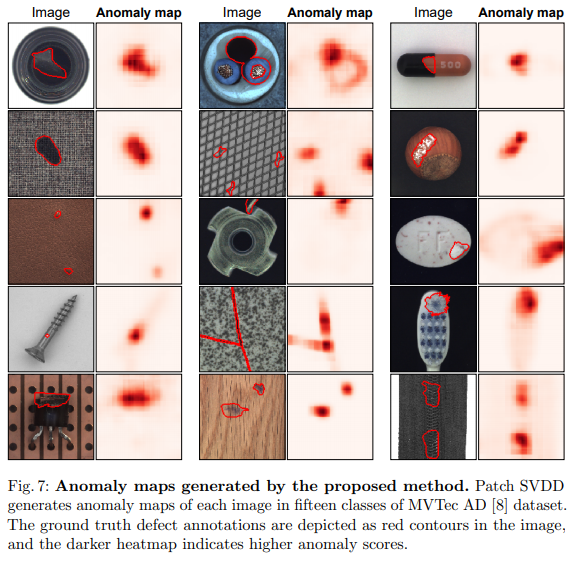 Image Anomaly map Image Anomaly map Image Anomaly map
500
FF
Fig. 7: Anomaly maps generated by the proposed method. Patch SVDD
generates anomaly maps of each image in fifteen classes of MVTec AD [8] dataset.
The ground truth defect annotations are depicted as red contours in the image,
and the darker heatmap indicates higher anomaly scores.